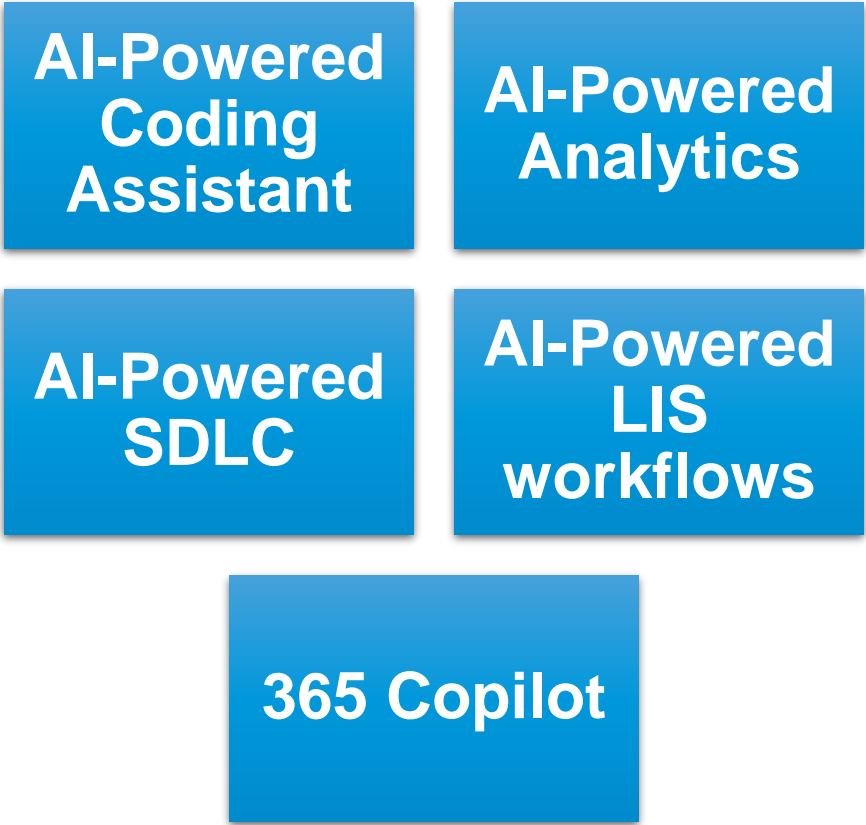 AI-Powered
Coding
Assistant
AI-Powered
Analytics
AI-Powered
SDLC
AI-Powered
LIS
workflows
365 Copilot